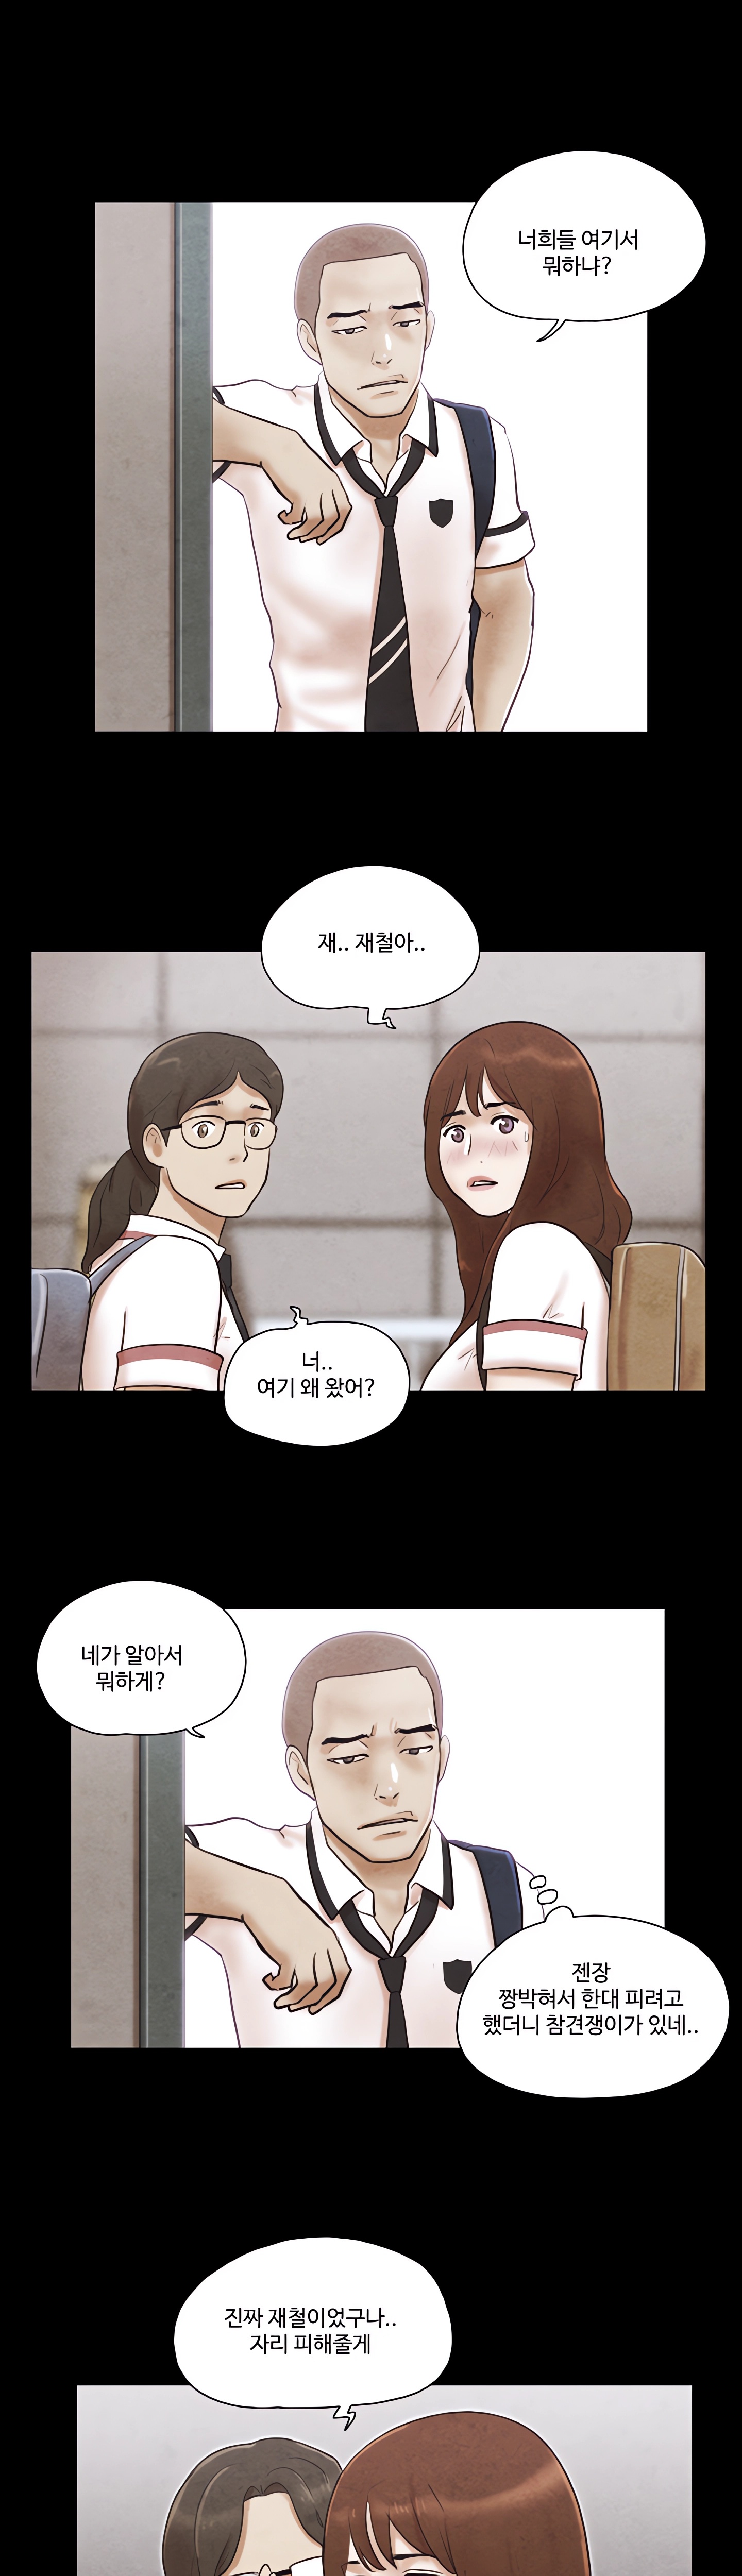 너희들 여기서
뭐하냐?
재.. 재철아..
너..
여기 왜 왔어?
네가 알아서
뭐하게?
젠장
짱박혀서 한대 피려고
했더니 참견쟁이가 있네..
진짜 재철이었구나..
자리 피해줄게